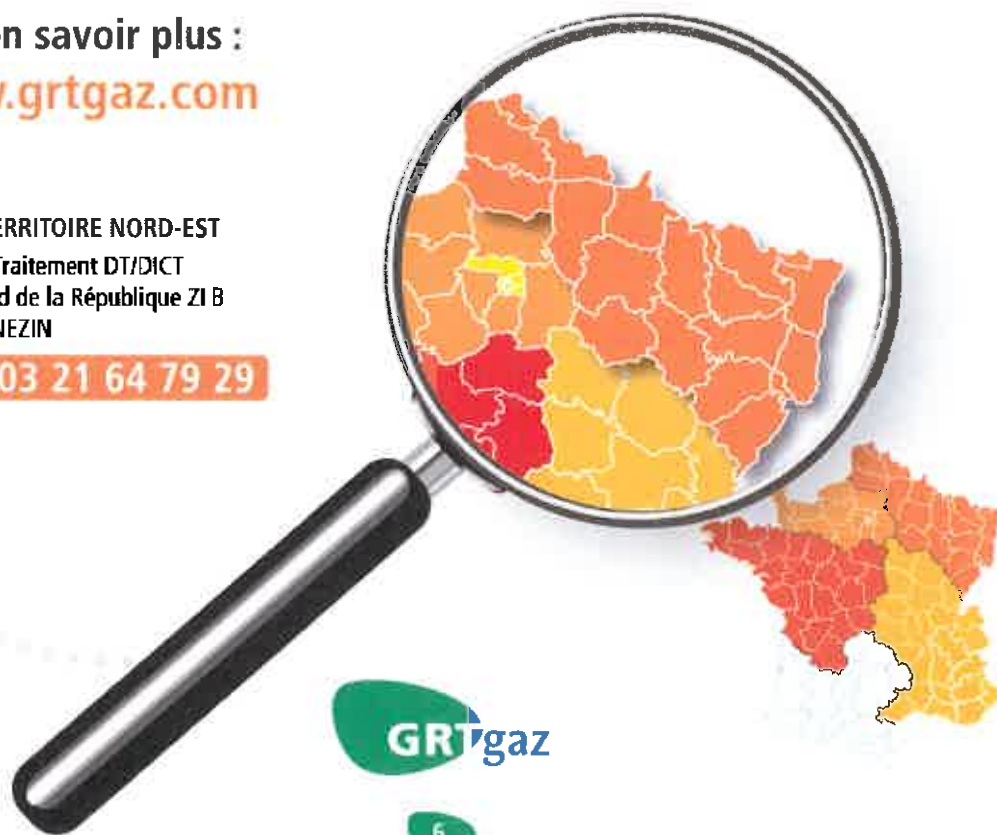 en savoir plus :
w.grtgaz.com
ERRITOIRE NORD-EST
Traitement DT/DICT
d de la République ZI B
NEZIN
03 21 64 79 29
GRTgaz